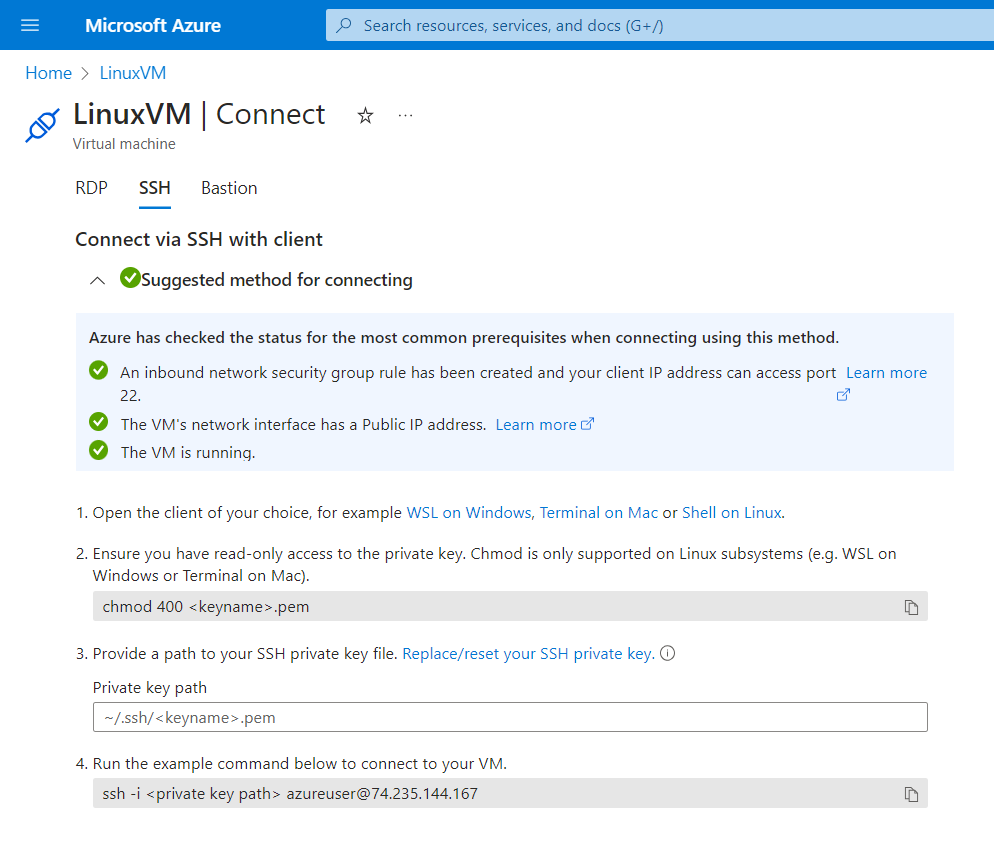 Microsoft Azure
Search resources, services, and docs (G+/)
Home > LinuxVM
LinuxVM | Connect
Virtual machine
RDP SSH Bastion
Connect via SSH with client
Suggested method for connecting
Azure has checked the status for the most common prerequisites when connecting using this method.
An inbound network security group rule has been created and your client IP address can access port Learn more
22.
The VM's network interface has a Public IP address. Learn more
The VM is running.
1. Open the client of your choice, for example WSL on Windows, Terminal on Mac or Shell on Linux.
2. Ensure you have read-only access to the private key. Chmod is only supported on Linux subsystems (e.g. WSL on
Windows or Terminal on Mac).
chmod 400 <keyname>.pem
3. Provide a path to your SSH private key file. Replace/reset your SSH private key.
Private key path
~/.ssh/<keyname>.pem
4. Run the example command below to connect to your VM.
ssh -i <private key path> azureuser@74.235.144.167